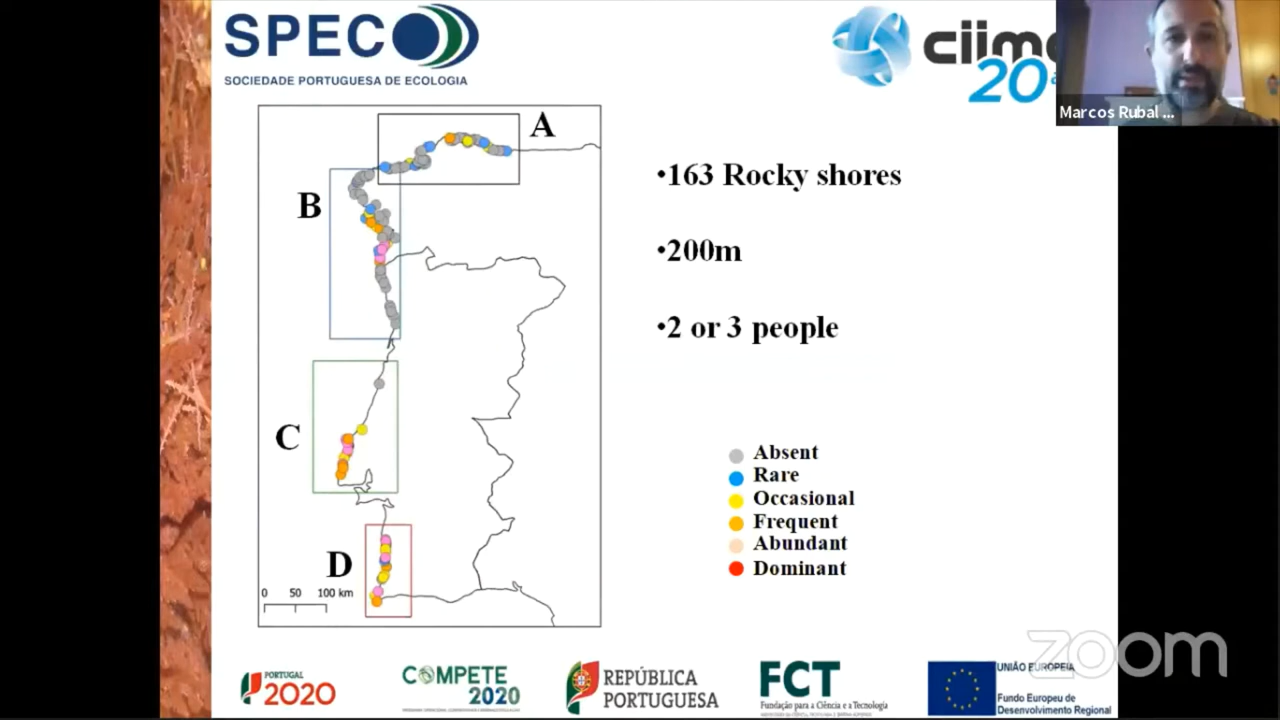 SPECO
SOCIEDADE PORTUGUESA DE ECOLOGIA
20
Marcos Rubal ...
A
B
C
D
0 50 100 km
•163 Rocky shores
•200m
•2 or 3 people
Absent
Rare
Occasional
Frequent
Abundant
Dominant
zoom
PORTUGAL
2020
COMPETE
2020
REPÚBLICA
PORTUGUESA
FCT
Fundação para a Ciência e a Tecnologia
UNIÃO EUROPEIA
Fundo Europeu de
Desenvolvimento Regional